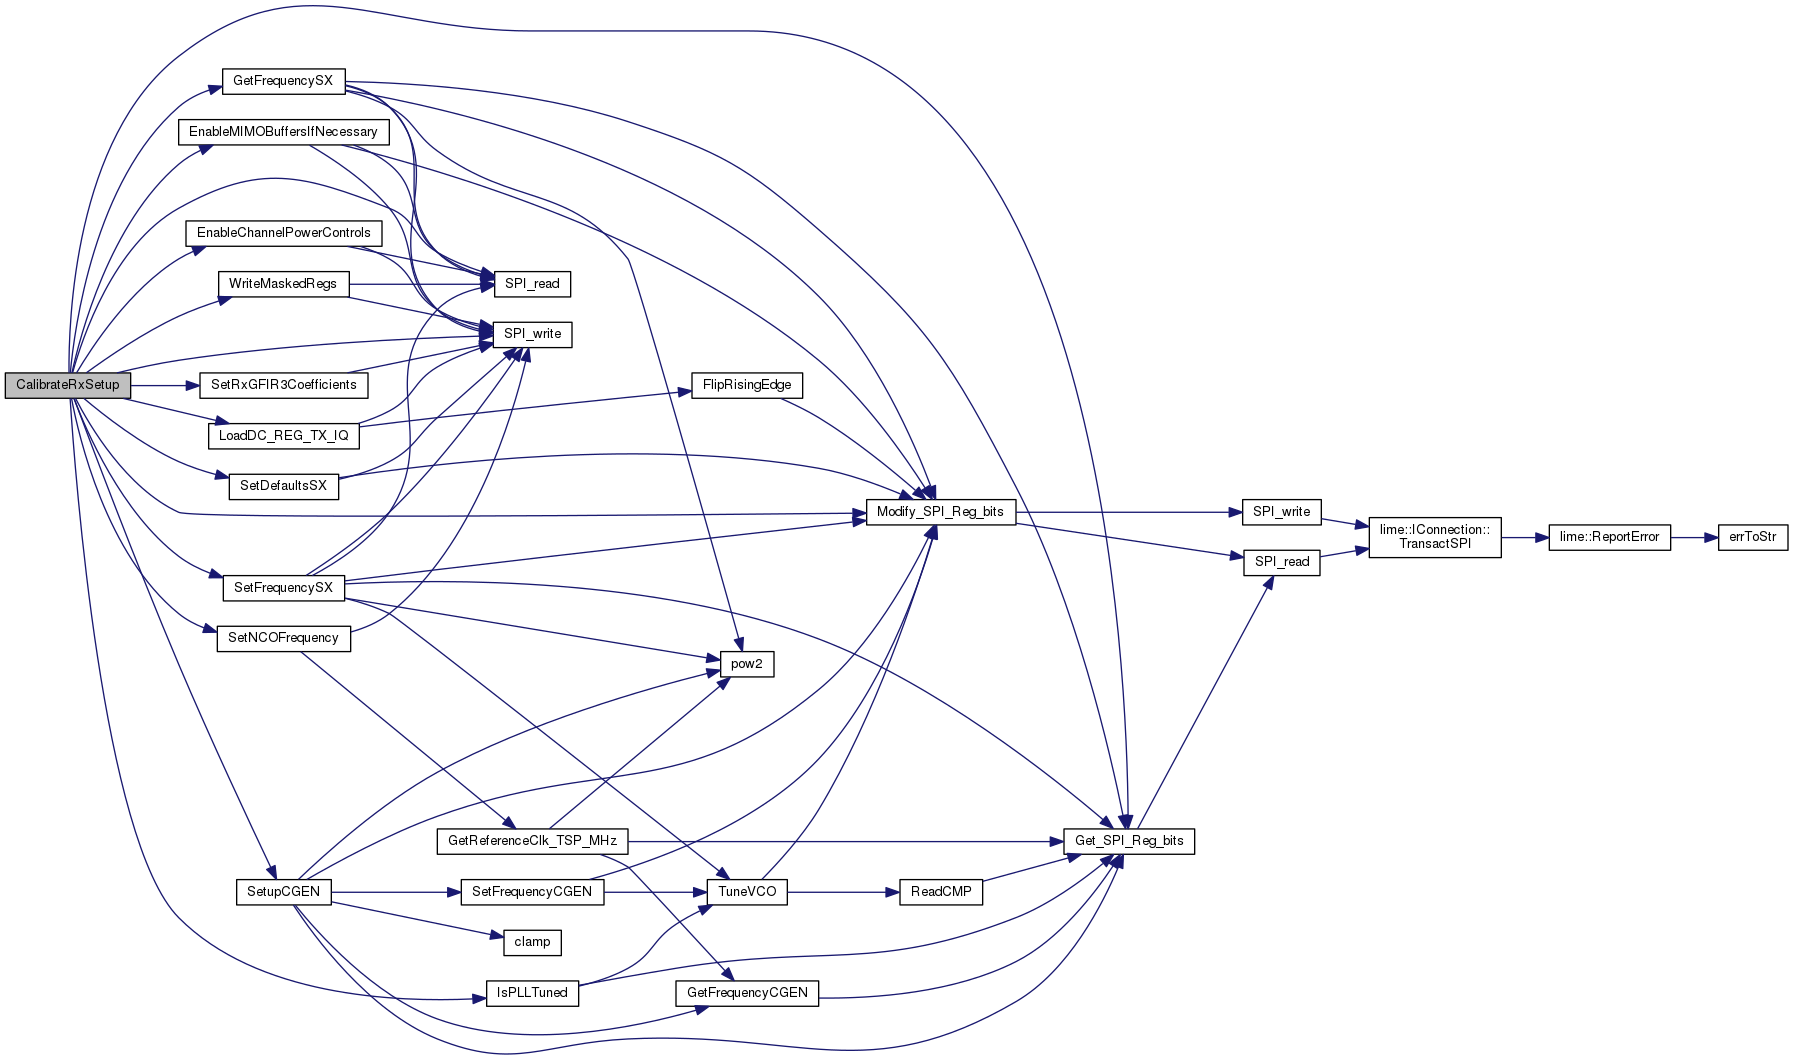 GetFrequencySX
EnableMIMOBuffersIfNecessary
EnableChannelPowerControls
WriteMaskedRegs
SPI_read
SPI_write
CalibrateRxSetup
SetRxGFIR3Coefficients
FlipRisingEdge
LoadDC_REG_TX_IQ
SetDefaultsSX
Modify_SPI_Reg_bits
SPI_write
lime::IConnection::
TransactSPI
lime::ReportError
errToStr
SPI_read
SetFrequencySX
SetNCOFrequency
pow2
GetReferenceClk_TSP_MHz
Get_SPI_Reg_bits
SetupCGEN
SetFrequencyCGEN
TuneVCO
ReadCMP
clamp
IsPLLTuned
GetFrequencyCGEN